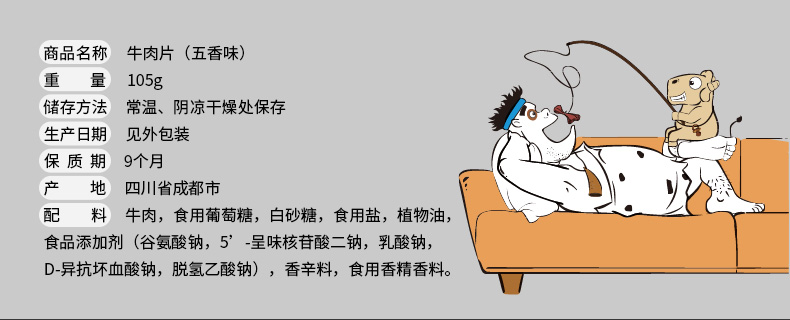 商品名称 牛肉片（五香味）
重量 105g
储存方法 常温、阴凉干燥处保存
生产日期 见外包装
保质期 9个月
产地 四川省成都市
配料 牛肉，食用葡萄糖，白砂糖，食用盐，植物油，
食品添加剂（谷氨酸钠，5’-呈味核苷酸二钠，乳酸钠，
D-异抗坏血酸钠，脱氢乙酸钠），香辛料，食用香精香料。